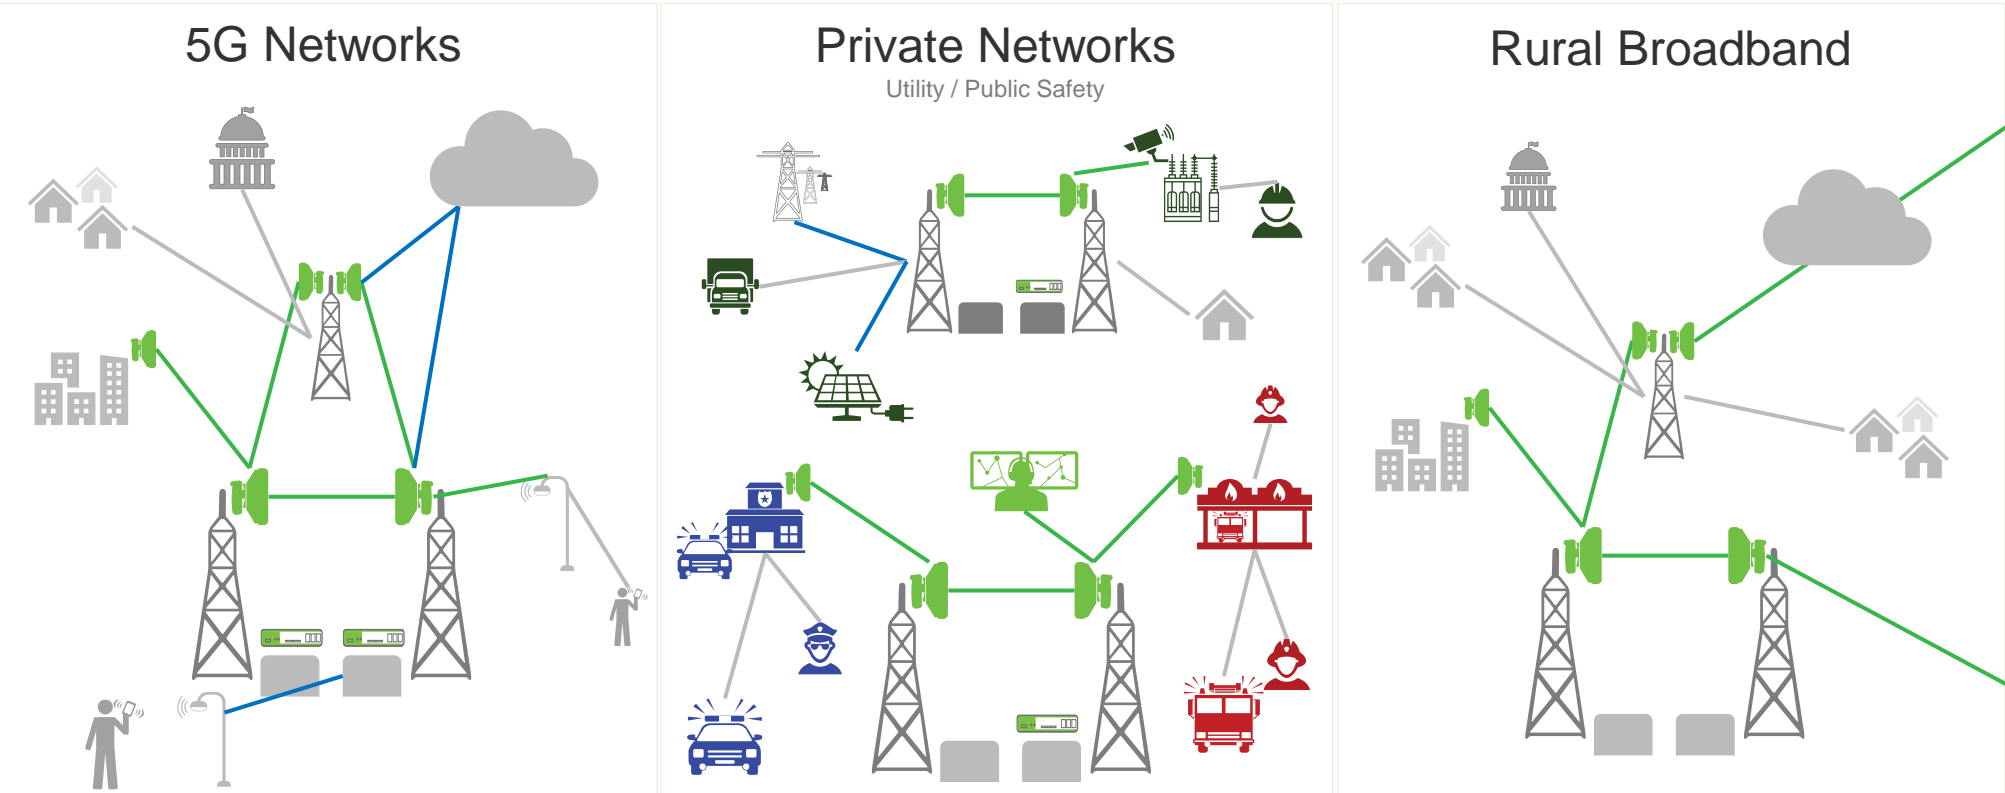 5G Networks
Private Networks
Utility / Public Safety
Rural Broadband